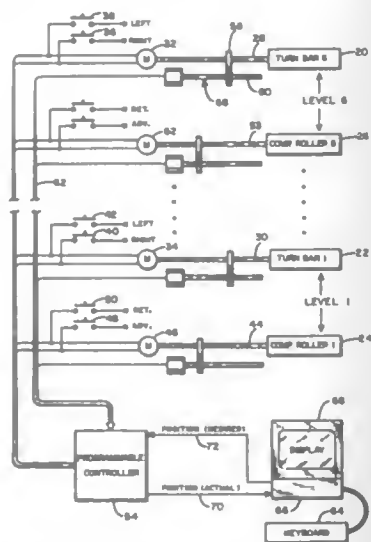 38
LEFT
36
RIGHT
32
M
58
28
TURN BAR 6
20
68
60
LEVEL 6
RET.
ADV.
52
M
53
COMP ROLLER 6
26
62
42
LEFT
40
RIGHT
34
M
30
TURN BAR 1
22
LEVEL 1
50
RET.
ADV.
48
46
M
44
COMP ROLLER 1
24
PROGRAMMABLE
CONTROLLER
54
POSITION (DESIRED)
72
POSITION (ACTUAL)
70
DISPLAY
66
KEYBOARD
64